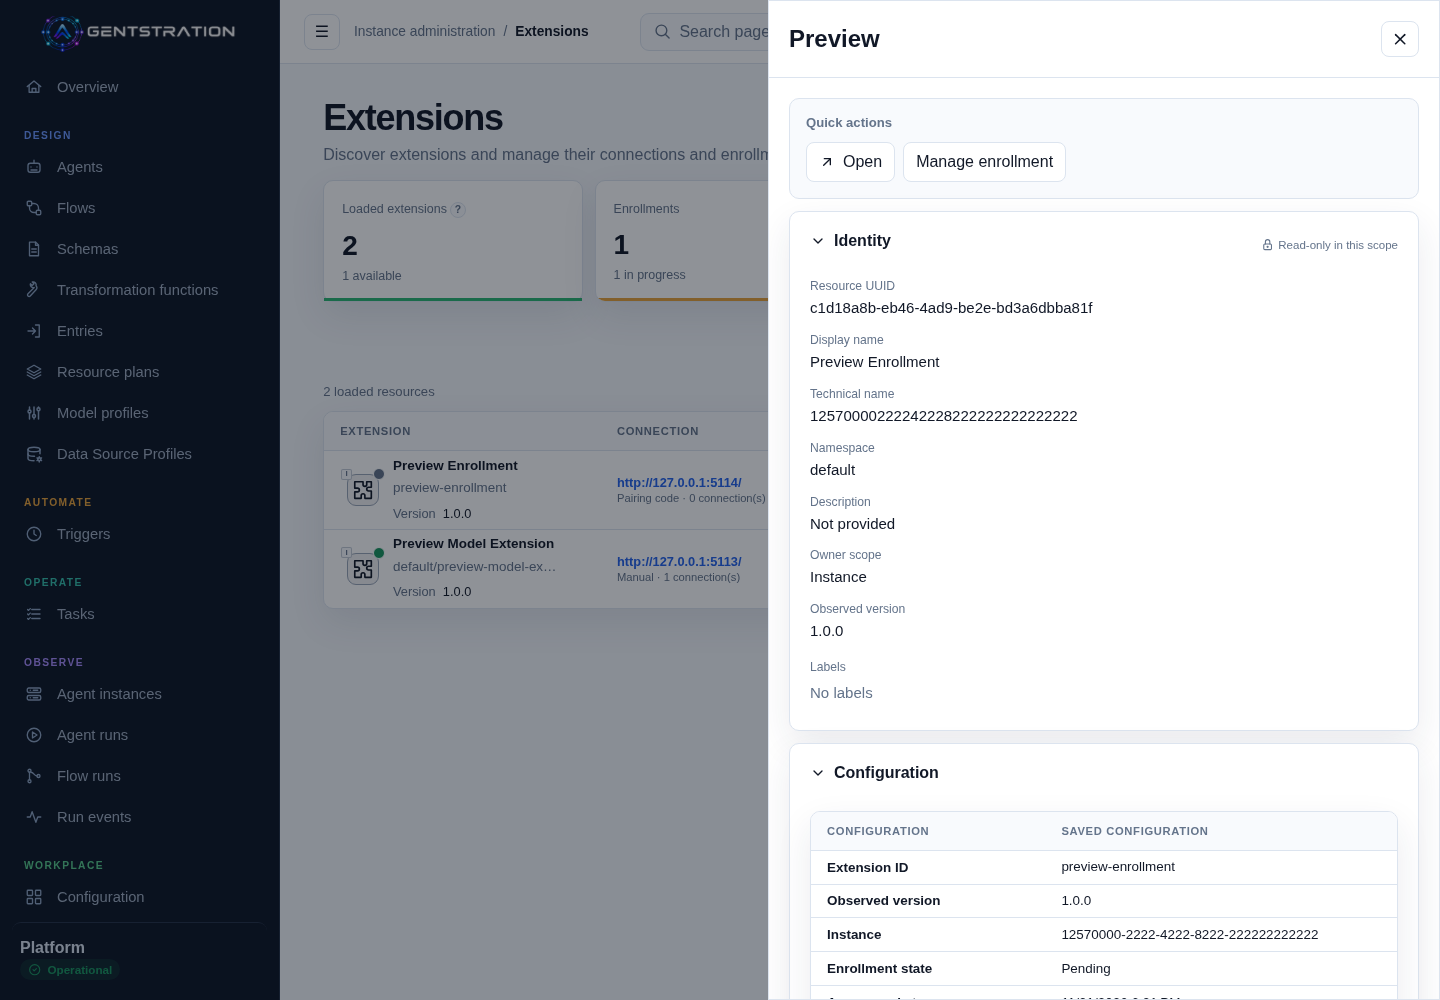 GENTSTRATION
Overview
DESIGN
Agents
Flows
Schemas
Transformation functions
Entries
Resource plans
Model profiles
Data Source Profiles
AUTOMATE
Triggers
OPERATE
Tasks
OBSERVE
Agent instances
Agent runs
Flow runs
Run events
WORKPLACE
Configuration
Platform
Operational
Instance administration / Extensions
Search page
Extensions
Discover extensions and manage their connections and enrollm
Loaded extensions ?
2
1 available
Enrollments
1
1 in progress
2 loaded resources
EXTENSION CONNECTION
I
Preview Enrollment
preview-enrollment
Version 1.0.0
http://127.0.0.1:5114/
Pairing code · 0 connection(s)
I
Preview Model Extension
default/preview-model-ex…
Version 1.0.0
http://127.0.0.1:5113/
Manual · 1 connection(s)
Preview
Quick actions
Open
Manage enrollment
Identity
Read-only in this scope
Resource UUID
c1d18a8b-eb46-4ad9-be2e-bd3a6dbba81f
Display name
Preview Enrollment
Technical name
12570000222242228222222222222222
Namespace
default
Description
Not provided
Owner scope
Instance
Observed version
1.0.0
Labels
No labels
Configuration
CONFIGURATION SAVED CONFIGURATION
Extension ID preview-enrollment
Observed version 1.0.0
Instance 12570000-2222-4222-8222-222222222222
Enrollment state Pending